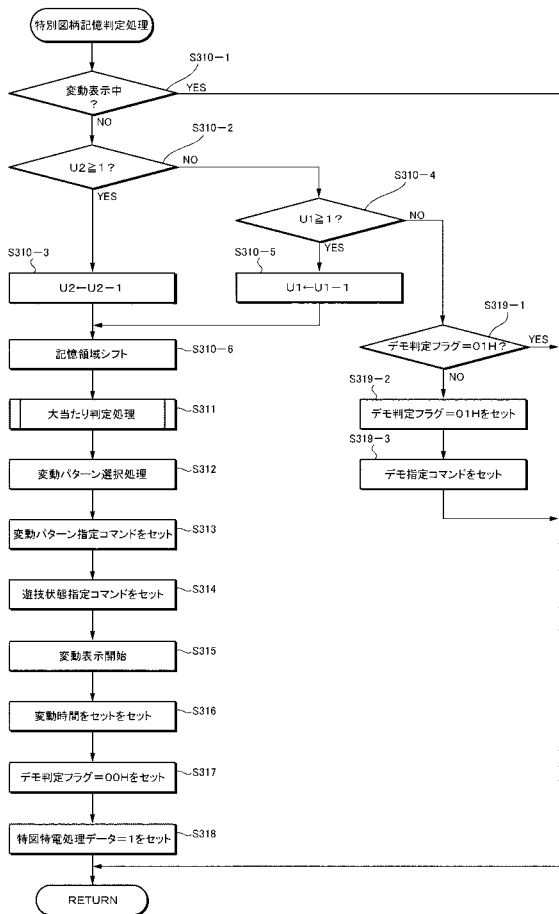 特別図柄記憶判定処理
S310−1
変動表示中
?
YES
NO
S310−2
U2≧1?
NO
YES
S310−4
U1≧1?
NO
YES
S310−3
U2←U2−1
S310−5
U1←U1−1
S319−1
デモ判定フラグ=01H?
YES
NO
記憶領域シフト
S310−6
S319−2
デモ判定フラグ=01Hをセット
大当たり判定処理
S311
S319−3
デモ指定コマンドをセット
変動パターン選択処理
S312
変動パターン指定コマンドをセット
S313
遊技状態指定コマンドをセット
S314
変動表示開始
S315
変動時間をセットをセット
S316
デモ判定フラグ=00Hをセット
S317
特図特電処理データ=1をセット
S318
RETURN